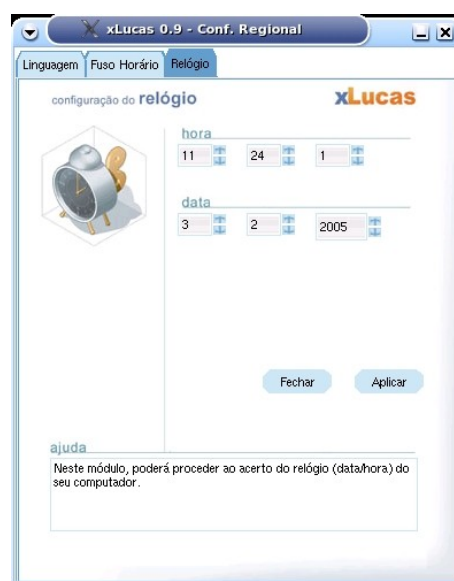 xLucas 0.9 - Conf. Regional
Linguagem Fuso Horário Relógio
configuração do relógio xLucas
hora
11 24 1
data
3 2 2005
Fechar Aplicar
ajuda
Neste módulo, poderá proceder ao acerto do relógio (data/hora) do
seu computador.